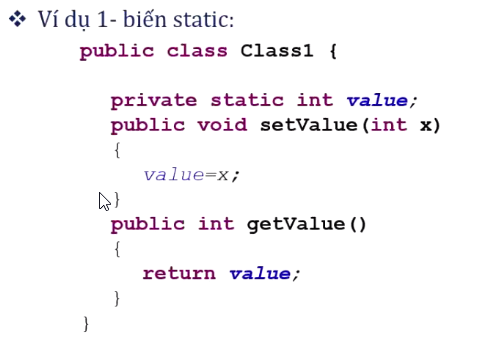 ❖ Ví dụ 1- biến static:
public class Class1 {
private static int value;
public void setValue(int x)
{
value=x;
}
public int getValue()
{
return value;
}
}